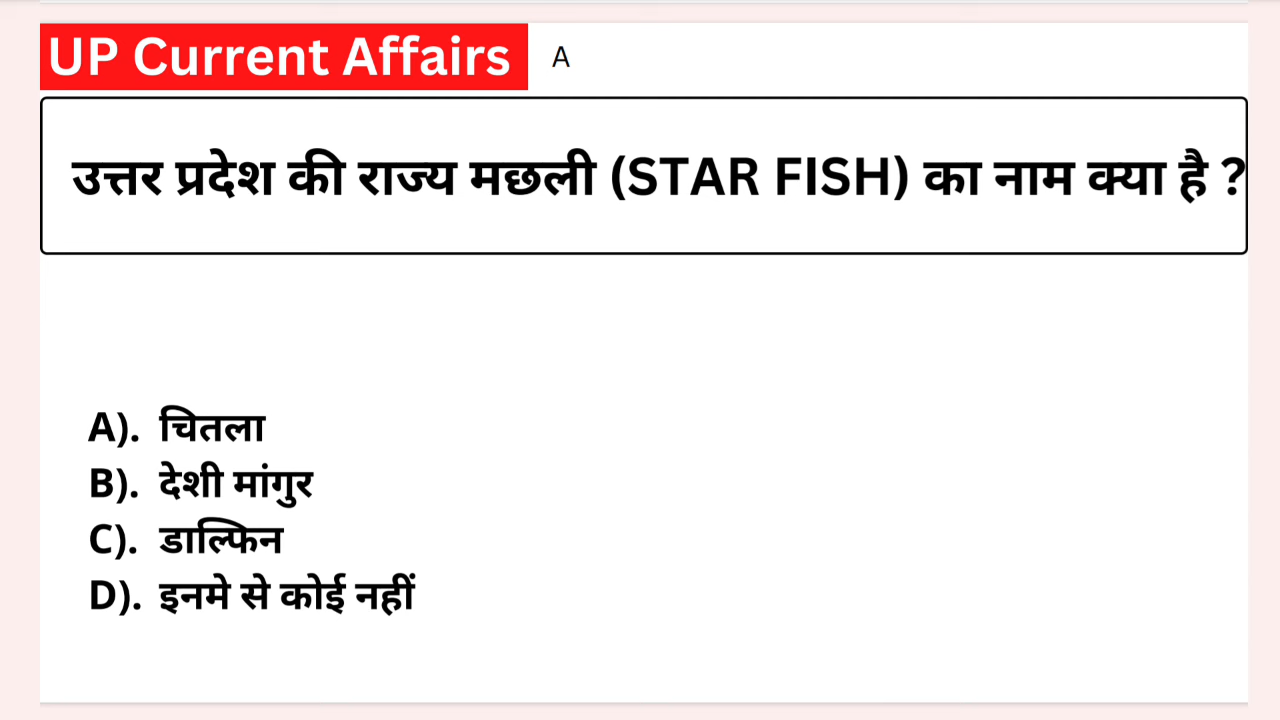 UP Current Affairs A
उत्तर प्रदेश की राज्य मछली (STAR FISH) का नाम क्या है ?
A). चितला
B). देशी मांगुर
C). डाल्फिन
D). इनमे से कोई नहीं